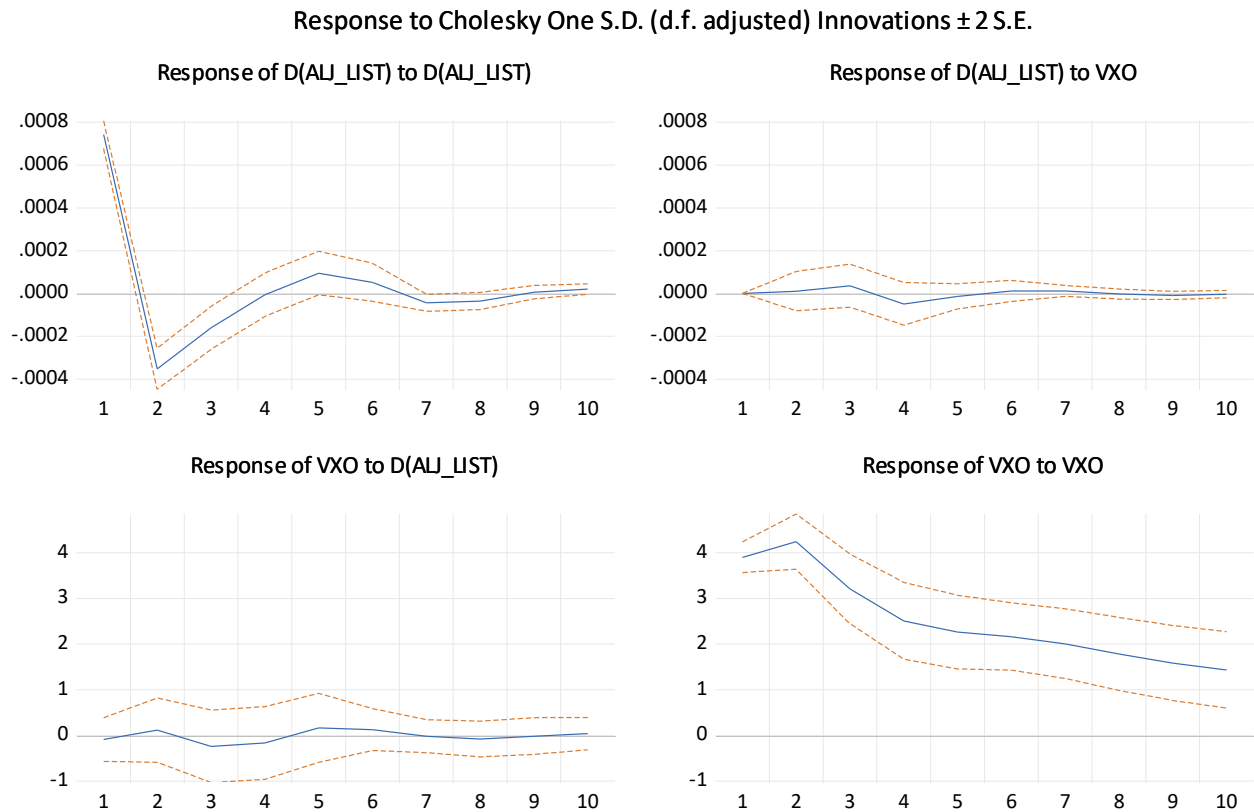 Response to Cholesky One S.D. (d.f. adjusted) Innovations ± 2 S.E.
Response of D(ALJ_LIST) to D(ALJ_LIST)
.0008
.0006
.0004
.0002
.0000
-.0002
-.0004
1 2 3 4 5 6 7 8 9 10
Response of D(ALJ_LIST) to VXO
.0008
.0006
.0004
.0002
.0000
-.0002
-.0004
1 2 3 4 5 6 7 8 9 10
Response of VXO to D(ALJ_LIST)
4
3
2
1
0
-1
1 2 3 4 5 6 7 8 9 10
Response of VXO to VXO
4
3
2
1
0
-1
1 2 3 4 5 6 7 8 9 10